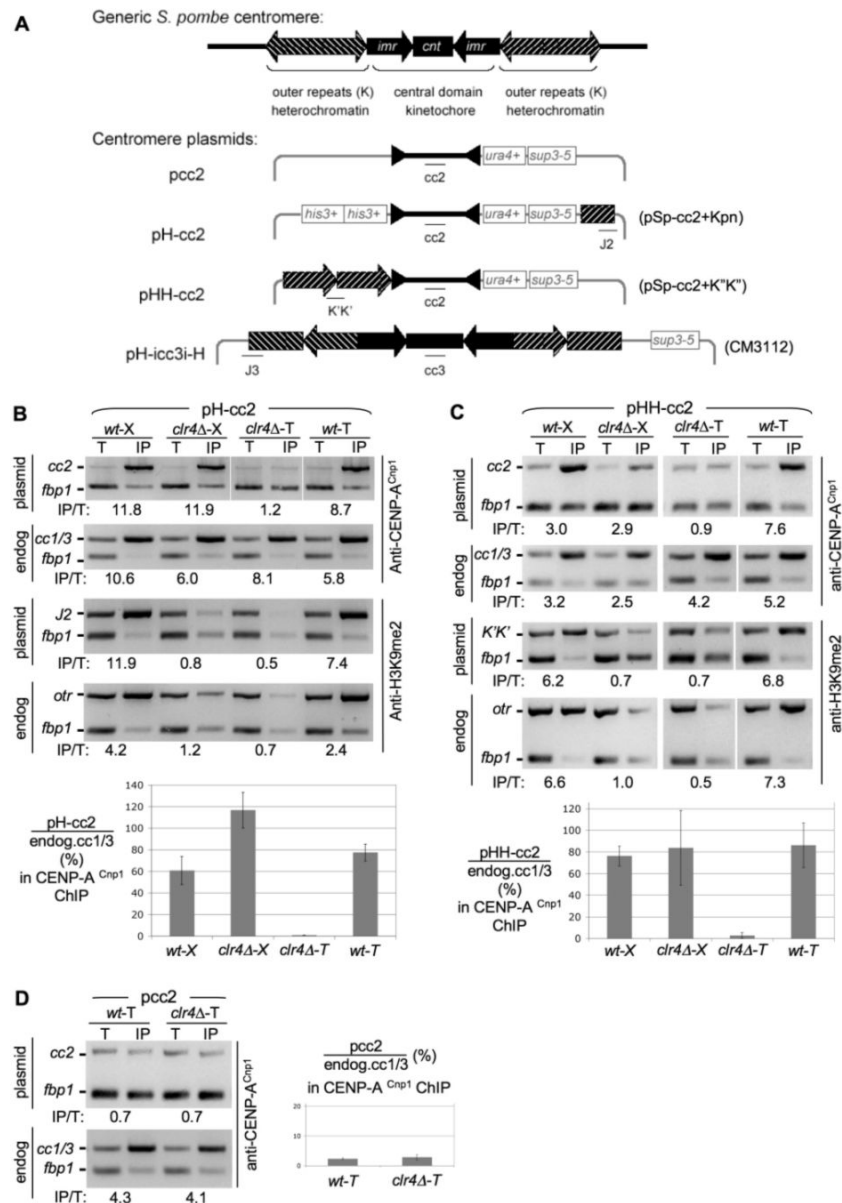 A
Generic S. pombe centromere:
imr cnt imr
outer repeats (K) central domain outer repeats (K)
heterochromatin kinetochore heterochromatin
Centromere plasmids:
pcc2 ura4+ sup3-5
cc2
pH-cc2 his3+ his3+ ura4+ sup3-5 (pSp-cc2+Kpn)
cc2 J2
pHH-cc2 ura4+ sup3-5 (pSp-cc2+K"K")
K'K' cc2
pH-icc3i-H sup3-5 (CM3112)
J3 cc3
B
pH-cc2
wt-X clr4Δ-X clr4Δ-T wt-T
T IP T IP T IP T IP
plasmid cc2
fbp1
IP/T: 11.8 11.9 1.2 8.7
endog cc1/3
fbp1
IP/T: 10.6 6.0 8.1 5.8
Anti-CENP-A Cnp1
plasmid J2
fbp1
IP/T: 11.9 0.8 0.5 7.4
endog otr
fbp1
IP/T: 4.2 1.2 0.7 2.4
Anti-H3K9me2
pH-cc2
endog.cc1/3
(%)
in CENP-A Cnp1
ChIP
140
120
100
80
60
40
20
0
wt-X clr4Δ-X clr4Δ-T wt-T
C
pHH-cc2
wt-X clr4Δ-X clr4Δ-T wt-T
T IP T IP T IP T IP
plasmid cc2
fbp1
IP/T: 3.0 2.9 0.9 7.6
endog cc1/3
fbp1
IP/T: 3.2 2.5 4.2 5.2
anti-CENP-A Cnp1
plasmid K'K'
fbp1
IP/T: 6.2 0.7 0.7 6.8
endog otr
fbp1
IP/T: 6.6 1.0 0.5 7.3
anti-H3K9me2
pHH-cc2
endog.cc1/3
(%)
in CENP-A Cnp1
ChIP
120
100
80
60
40
20
0
wt-X clr4Δ-X clr4Δ-T wt-T
D
pcc2
wt-T clr4Δ-T
T IP T IP
plasmid cc2
fbp1
IP/T: 0.7 0.7
endog cc1/3
fbp1
IP/T: 4.3 4.1
anti-CENP-A Cnp1
pcc2
endog.cc1/3 (%)
in CENP-A Cnp1 ChIP
20
10
0
wt-T clr4Δ-T